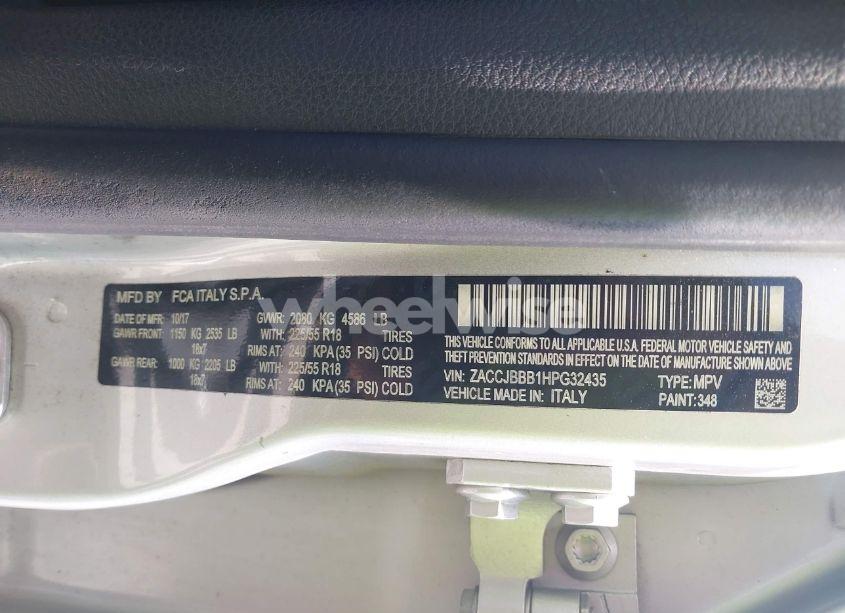 MFD BY FCA ITALY S.P.A.
DATE OF MFR: 10/17 GVWR: 2080 KG 4586 LB
GAWR FRONT: 1150 KG 2535 LB WITH: 225/55 R18 TIRES
18x7 RIMS AT: 240 KPA(35 PSI) COLD
GAWR REAR: 1000 KG 2205 LB WITH: 225/55 R18 TIRES
18x7 RIMS AT: 240 KPA(35 PSI) COLD
THIS VEHICLE CONFORMS TO ALL APPLICABLE U.S.A. FEDERAL MOTOR VEHICLE SAFETY AND
THEFT PREVENTION STANDARDS IN EFFECT ON THE DATE OF MANUFACTURE SHOWN ABOVE.
VIN: ZACCJBBB1HPG32435 TYPE: MPV
VEHICLE MADE IN: ITALY PAINT: 348
wheelwise